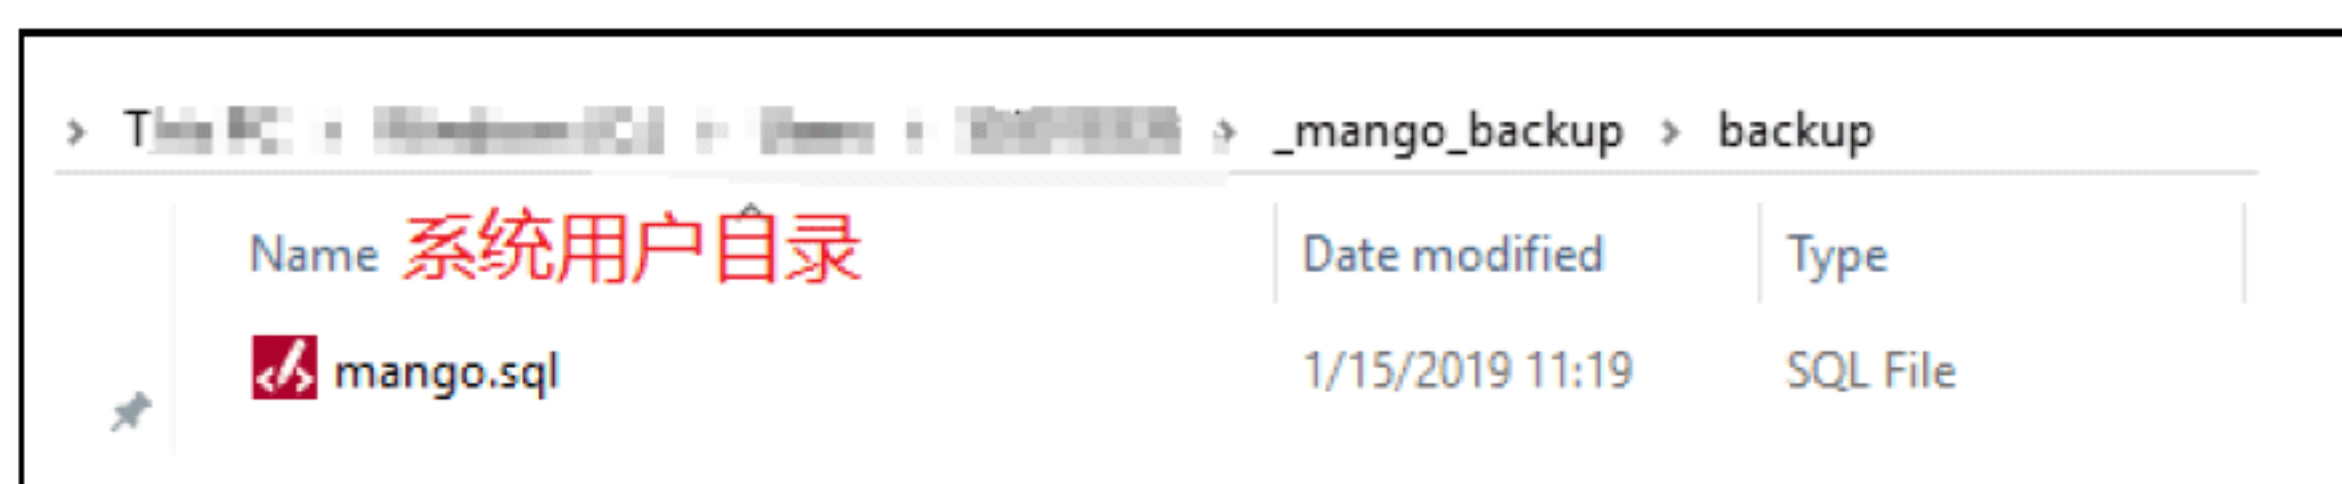 T _mango_backup backup
Name 系统用户目录 Date modified Type
mango.sql 1/15/2019 11:19 SQL File